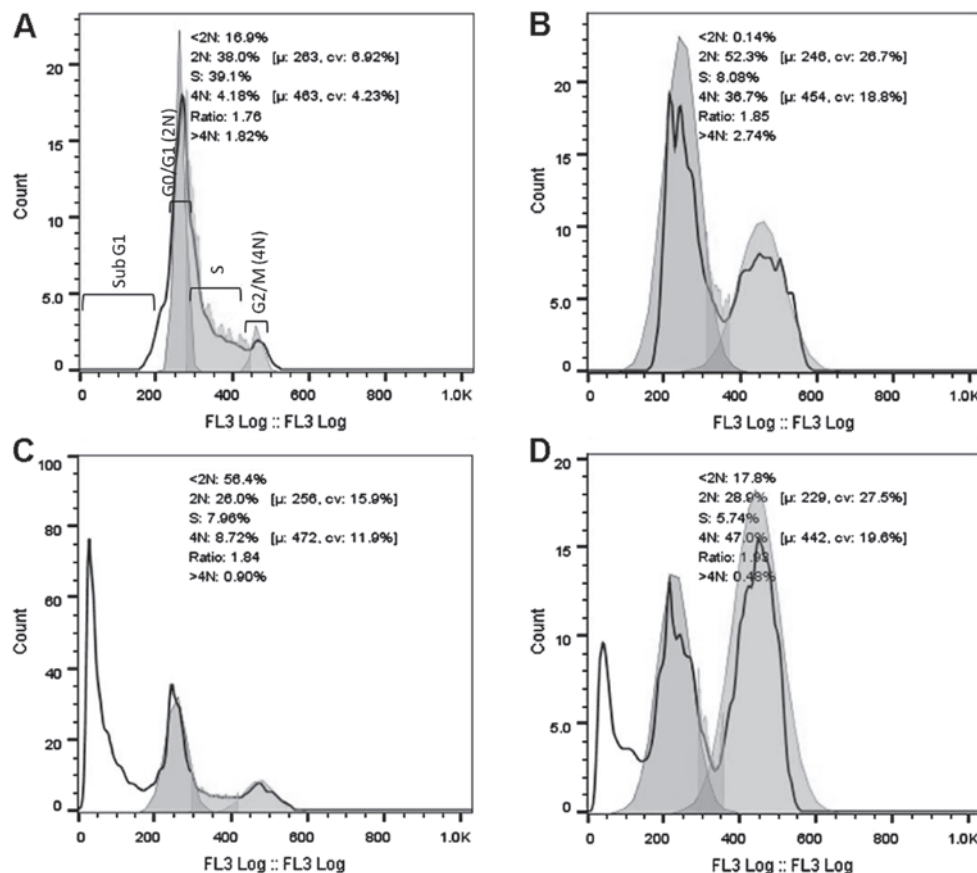 A
<2N: 16.9%
2N: 38.0% [µ: 263, cv: 6.92%]
S: 39.1%
4N: 4.18% [µ: 463, cv: 4.23%]
Ratio: 1.76
>4N: 1.82%
Sub G1
G0/G1 (2N)
S
G2/M (4N)
Count
20
15
10
5.0
0
0 200 400 600 800 1.0K
FL3 Log :: FL3 Log
B
<2N: 0.14%
2N: 52.3% [µ: 246, cv: 26.7%]
S: 8.08%
4N: 36.7% [µ: 454, cv: 18.8%]
Ratio: 1.85
>4N: 2.74%
Count
20
15
10
5.0
0
0 200 400 600 800 1.0K
FL3 Log :: FL3 Log
C
<2N: 56.4%
2N: 26.0% [µ: 256, cv: 15.9%]
S: 7.96%
4N: 8.72% [µ: 472, cv: 11.9%]
Ratio: 1.84
>4N: 0.90%
Count
100
80
60
40
20
0
0 200 400 600 800 1.0K
FL3 Log :: FL3 Log
D
<2N: 17.8%
2N: 28.9% [µ: 229, cv: 27.5%]
S: 5.74%
4N: 47.0% [µ: 442, cv: 19.6%]
Ratio: 1.93
>4N: 0.48%
Count
20
15
10
5.0
0
0 200 400 600 800 1.0K
FL3 Log :: FL3 Log